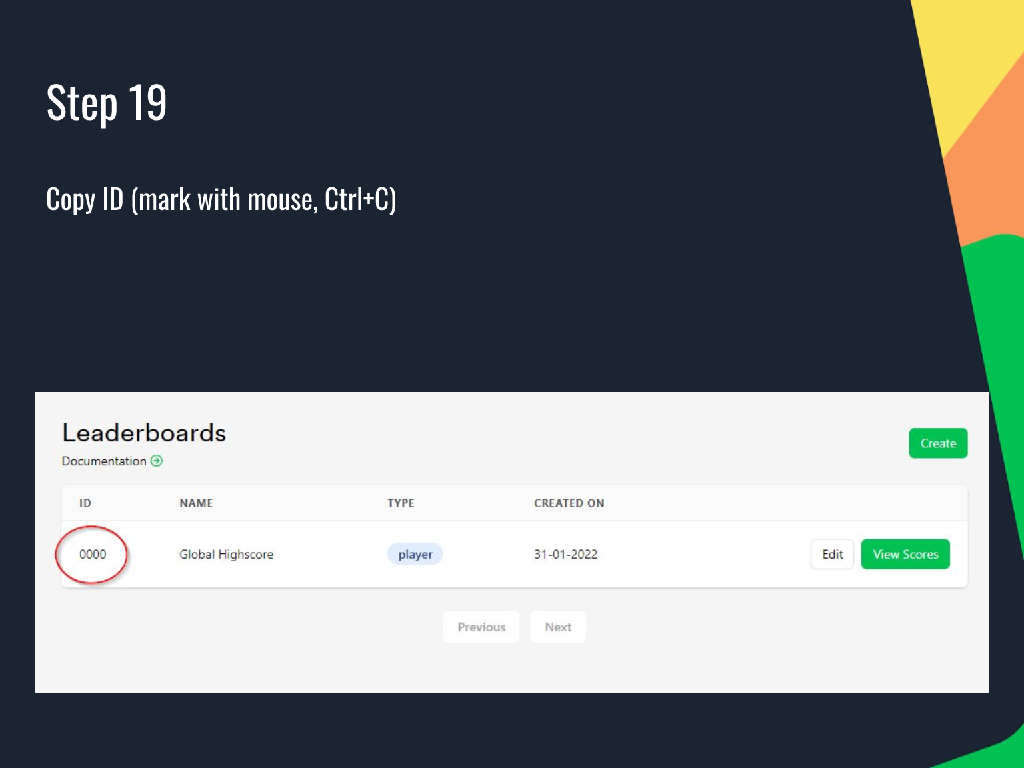 Step 19
Copy ID (mark with mouse, Ctrl+C)
Leaderboards
Documentation
Create
ID NAME TYPE CREATED ON
0000 Global Highscore player 31-01-2022 Edit View Scores
Previous Next